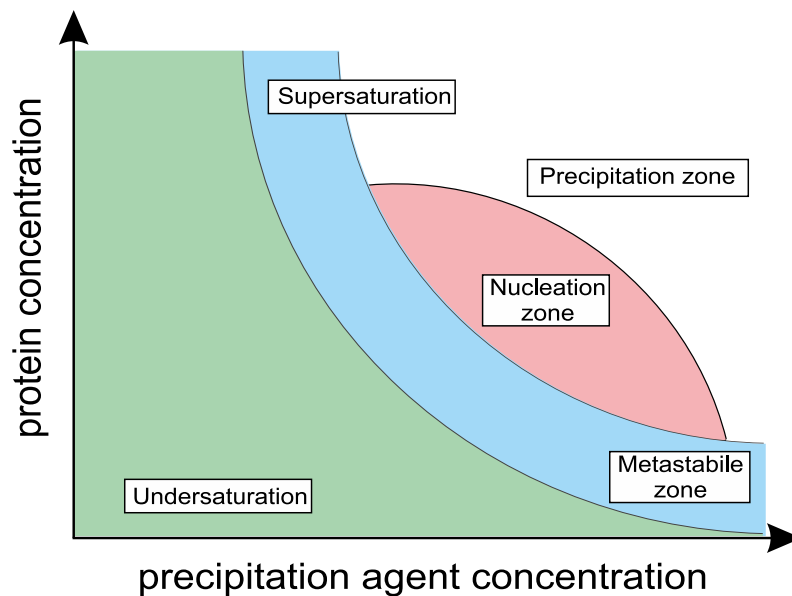 protein concentration
Supersaturation
Precipitation zone
Nucleation
zone
Metastabile
zone
Undersaturation
precipitation agent concentration